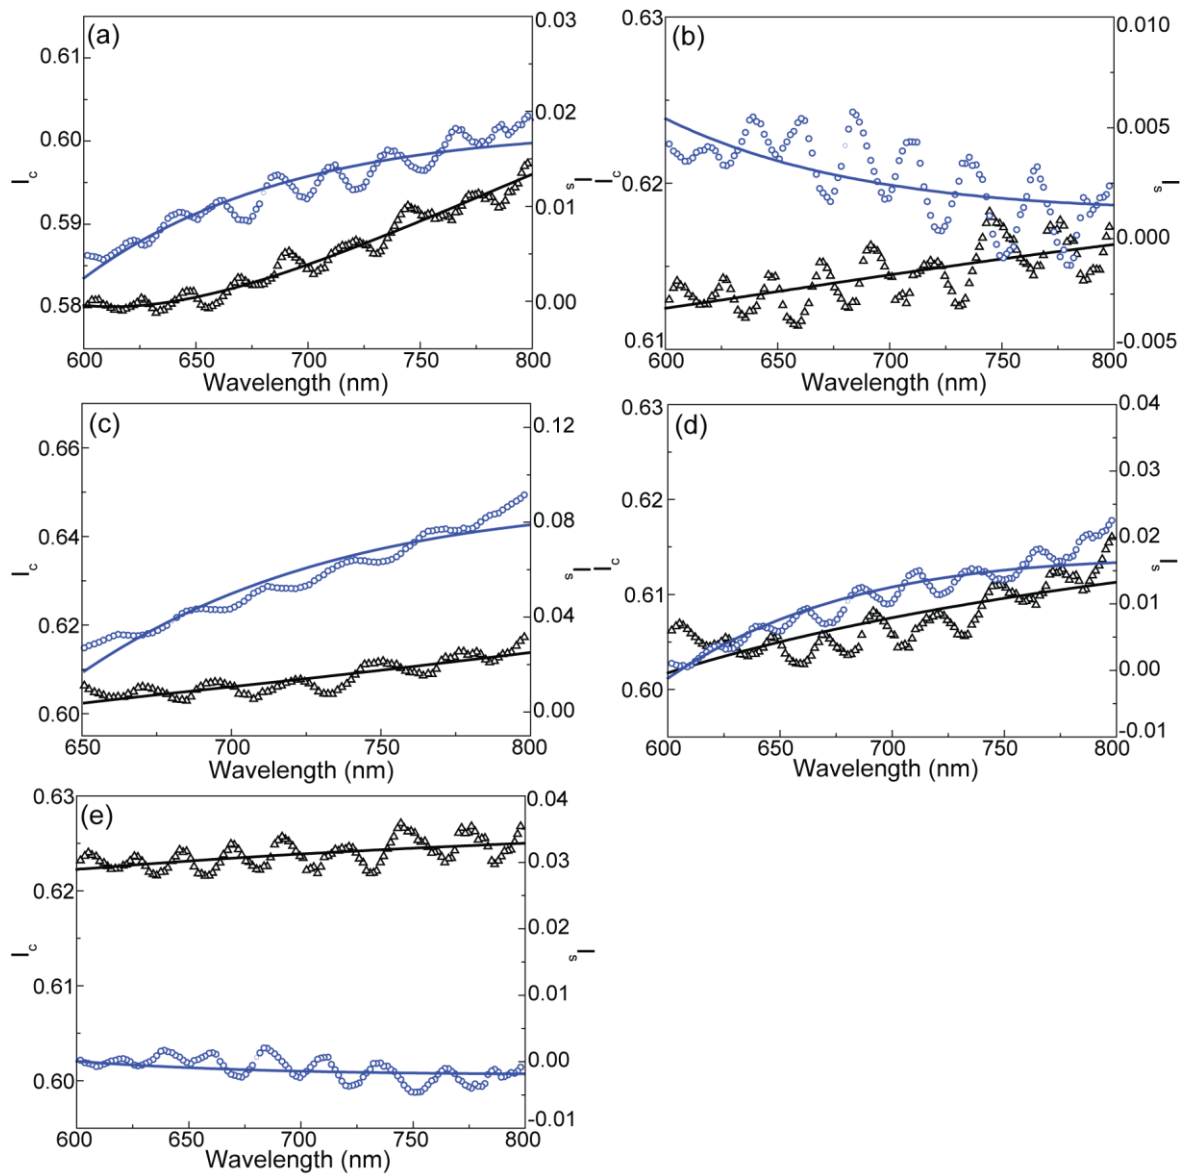 (a)
0.61
0.60
0.59
0.58
I_c
0.03
0.02
0.01
0.00
I_s
600 650 700 750 800
Wavelength (nm)
(b)
0.63
0.62
0.61
I_c
0.010
0.005
0.000
-0.005
I_s
600 650 700 750 800
Wavelength (nm)
(c)
0.66
0.64
0.62
0.60
I_c
0.12
0.08
0.04
0.00
I_s
650 700 750 800
Wavelength (nm)
(d)
0.63
0.62
0.61
0.60
I_c
0.04
0.03
0.02
0.01
0.00
-0.01
I_s
600 650 700 750 800
Wavelength (nm)
(e)
0.63
0.62
0.61
0.60
I_c
0.04
0.03
0.02
0.01
0.00
-0.01
I_s
600 650 700 750 800
Wavelength (nm)